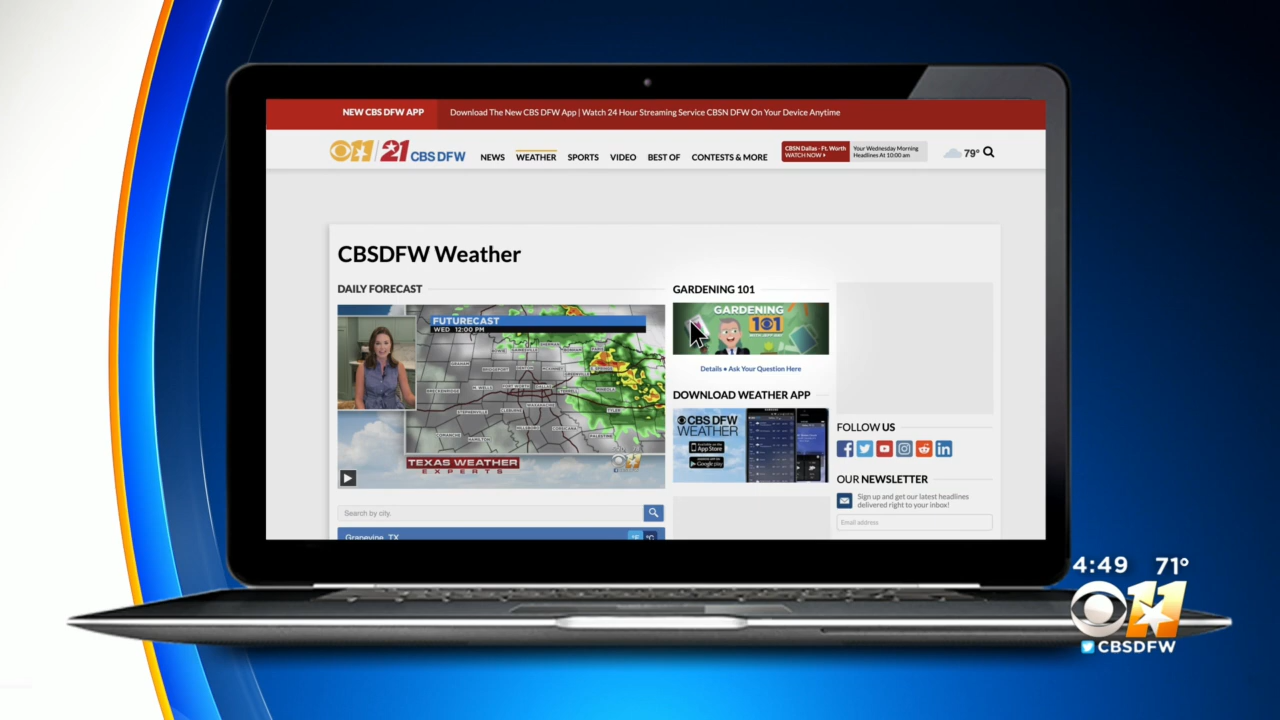 NEW CBS DFW APP
Download The New CBS DFW App | Watch 24 Hour Streaming Service CBSN DFW On Your Device Anytime
11 21 CBS DFW
NEWS WEATHER SPORTS VIDEO BEST OF CONTESTS & MORE
CBSN Dallas - Ft. Worth
WATCH NOW
Your Wednesday Morning
Headlines At 10:00 am
79°
CBSDFW Weather
DAILY FORECAST
FUTURECAST
WED 12:00 PM
TEXAS WEATHER
EXPERTS
11
Search by city.
Grapevine, TX
°F °C
GARDENING 101
GARDENING
101
Details • Ask Your Question Here
DOWNLOAD WEATHER APP
CBS DFW
WEATHER
App Store
Google play
FOLLOW US
OUR NEWSLETTER
Sign up and get our latest headlines
delivered right to your inbox!
Email address
4:49 71°
11
CBSDFW